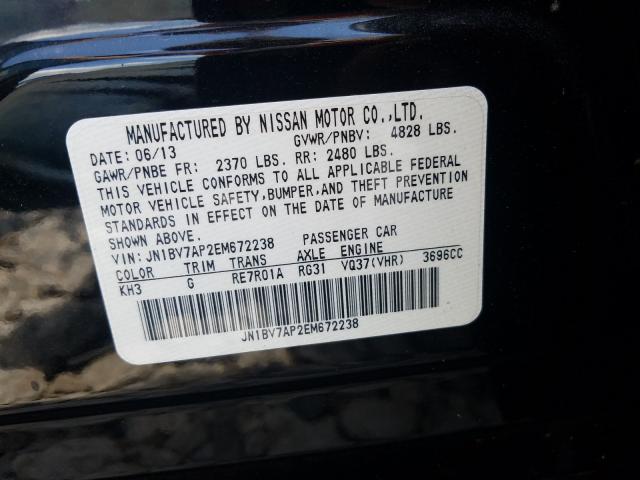 MANUFACTURED BY NISSAN MOTOR CO.,LTD.
DATE: 06/13 GVWR/PNBV: 4828 LBS.
GAWR/PNBE FR: 2370 LBS. RR: 2480 LBS.
THIS VEHICLE CONFORMS TO ALL APPLICABLE FEDERAL
MOTOR VEHICLE SAFETY, BUMPER, AND THEFT PREVENTION
STANDARDS IN EFFECT ON THE DATE OF MANUFACTURE
SHOWN ABOVE.
VIN: JN1BV7AP2EM672238 PASSENGER CAR
COLOR TRIM TRANS AXLE ENGINE
KH3 G RE7R01A RG31 VQ37(VHR) 3696CC
JN1BV7AP2EM672238